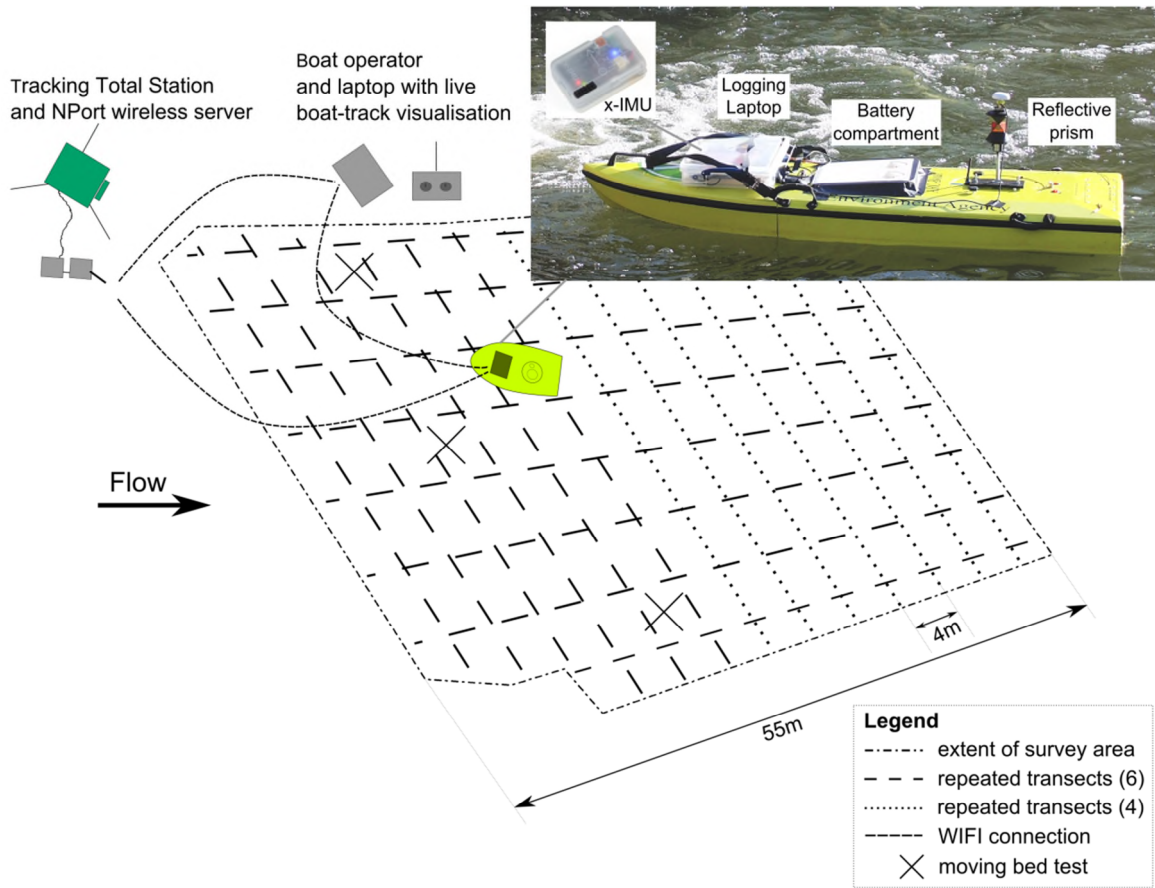 Tracking Total Station
and NPort wireless server
Boat operator
and laptop with live
boat-track visualisation
x-IMU
Logging
Laptop
Battery
compartment
Reflective
prism
nvironment Agency
Flow
4m
55m
Legend
extent of survey area
repeated transects (6)
repeated transects (4)
WIFI connection
moving bed test